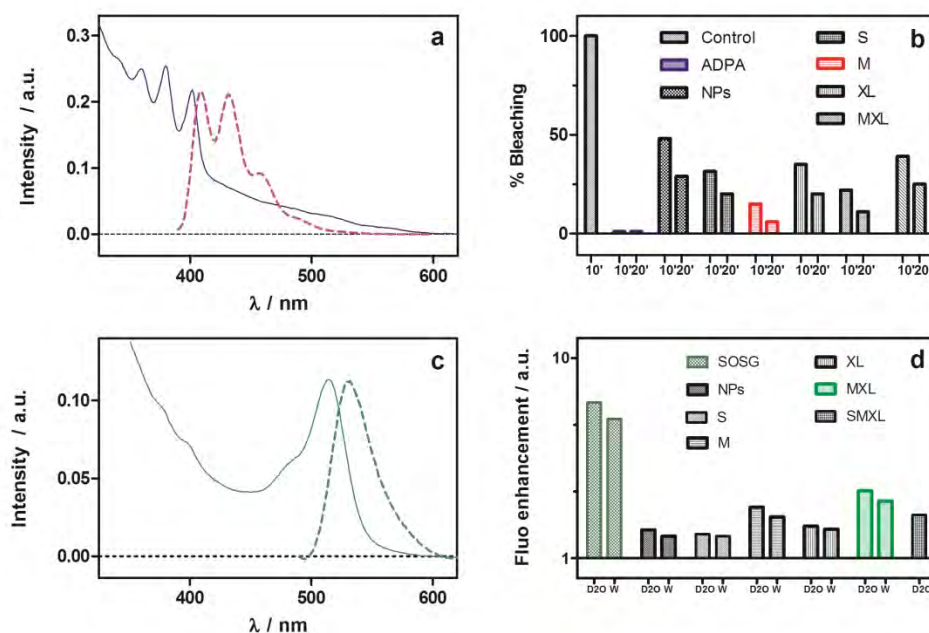 a
Intensity / a.u.
0.3
0.2
0.1
0.0
400
500
600
λ / nm
b
% Bleaching
100
50
0
Control
ADPA
NPs
S
M
XL
MXL
10'
10'20'
10'20'
10'20'
10'20'
10'20'
10'20'
10'20
c
Intensity / a.u.
0.10
0.05
0.00
400
500
600
λ / nm
d
Fluo enhancement / a.u.
10
1
SOSG
NPs
S
M
XL
MXL
SMXL
D2O W
D2O W
D2O W
D2O W
D2O W
D2O W
D2O